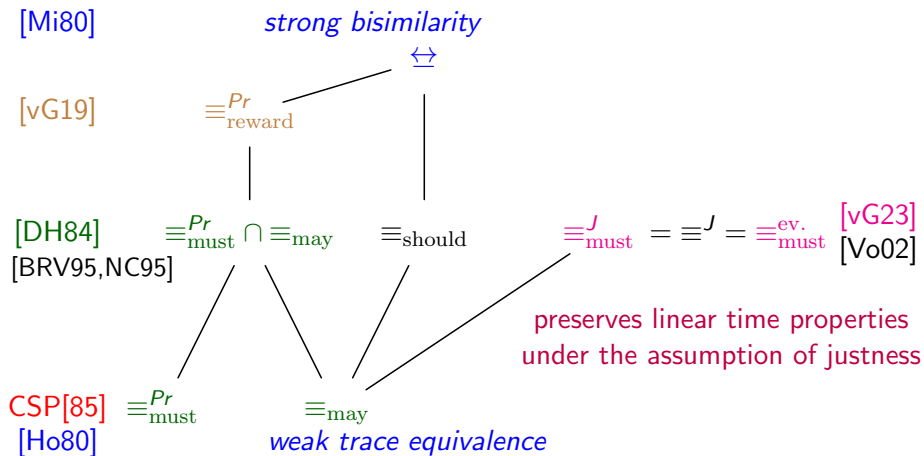 [Mi80] strong bisimilarity
↔
[vG19] ≡^Pr_reward
[DH84] ≡^Pr_must ∩ ≡_may ≡_should ≡^J_must = ≡^J = ≡^ev._must [vG23]
[BRV95,NC95] [Vo02]
preserves linear time properties
under the assumption of justness
CSP[85] ≡^Pr_must ≡_may
[Ho80] weak trace equivalence